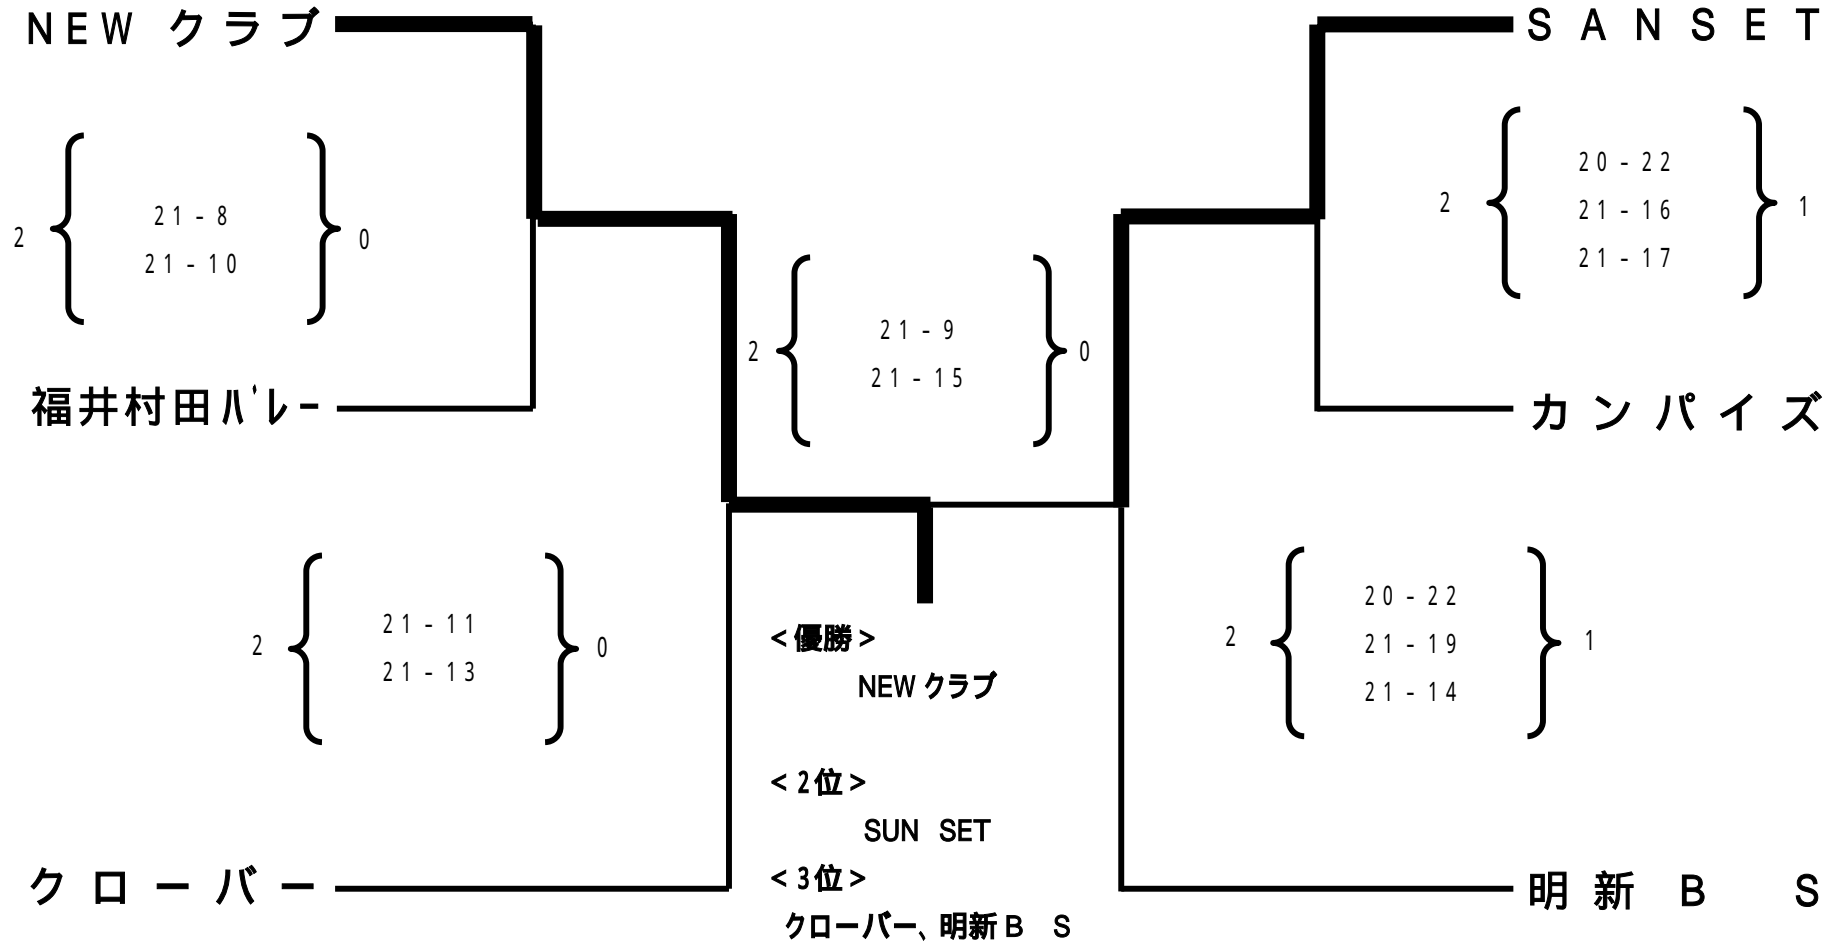 NEW クラブ
SANSET
2 21-8 0
21-10
2 20-22 1
21-16
21-17
2 21-9 0
21-15
福井村田ﾊﾞﾚｰ
カンパイズ
2 21-11 0
21-13
2 20-22 1
21-19
21-14
<優勝>
NEW クラブ
<2位>
SUN SET
<3位>
クローバー、明新B S
クローバー
明新 B S